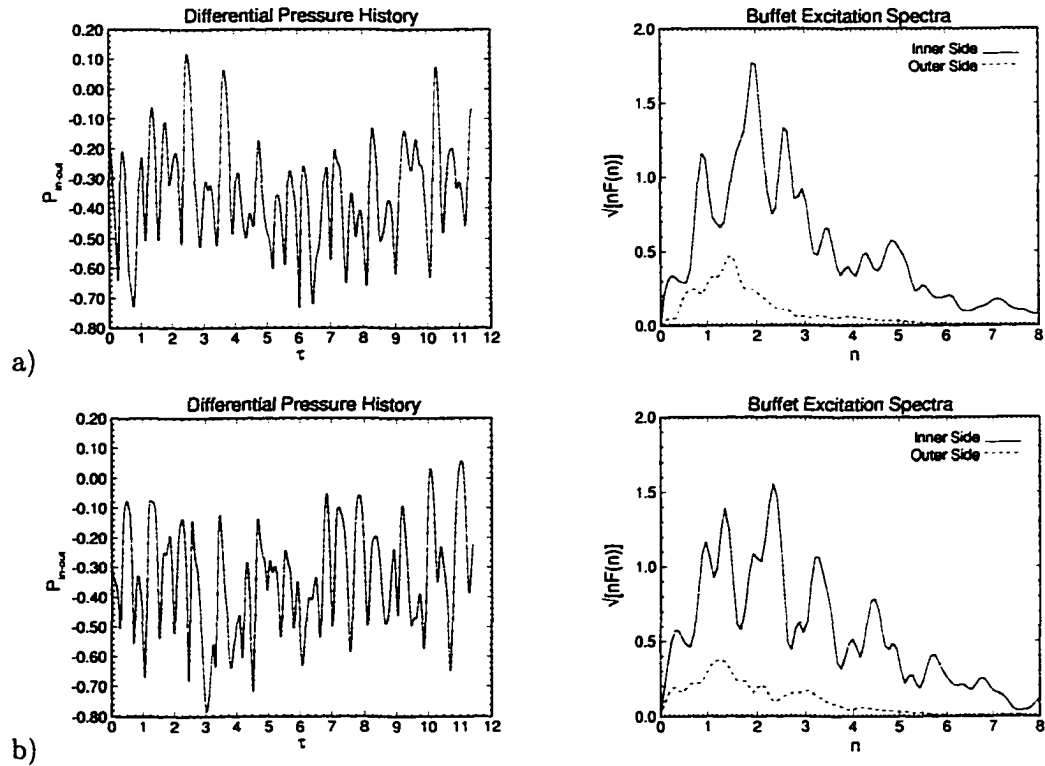 Differential Pressure History
0.20
0.10
0.00
-0.10
-0.20
-0.30
-0.40
-0.50
-0.60
-0.70
-0.80
P in-out
0 1 2 3 4 5 6 7 8 9 10 11 12
τ
Buffet Excitation Spectra
Inner Side
Outer Side
2.0
1.5
1.0
0.5
0.0
√[nF(n)]
0 1 2 3 4 5 6 7 8
n
a)
Differential Pressure History
0.20
0.10
0.00
-0.10
-0.20
-0.30
-0.40
-0.50
-0.60
-0.70
-0.80
P in-out
0 1 2 3 4 5 6 7 8 9 10 11 12
τ
Buffet Excitation Spectra
Inner Side
Outer Side
2.0
1.5
1.0
0.5
0.0
√[nF(n)]
0 1 2 3 4 5 6 7 8
n
b)